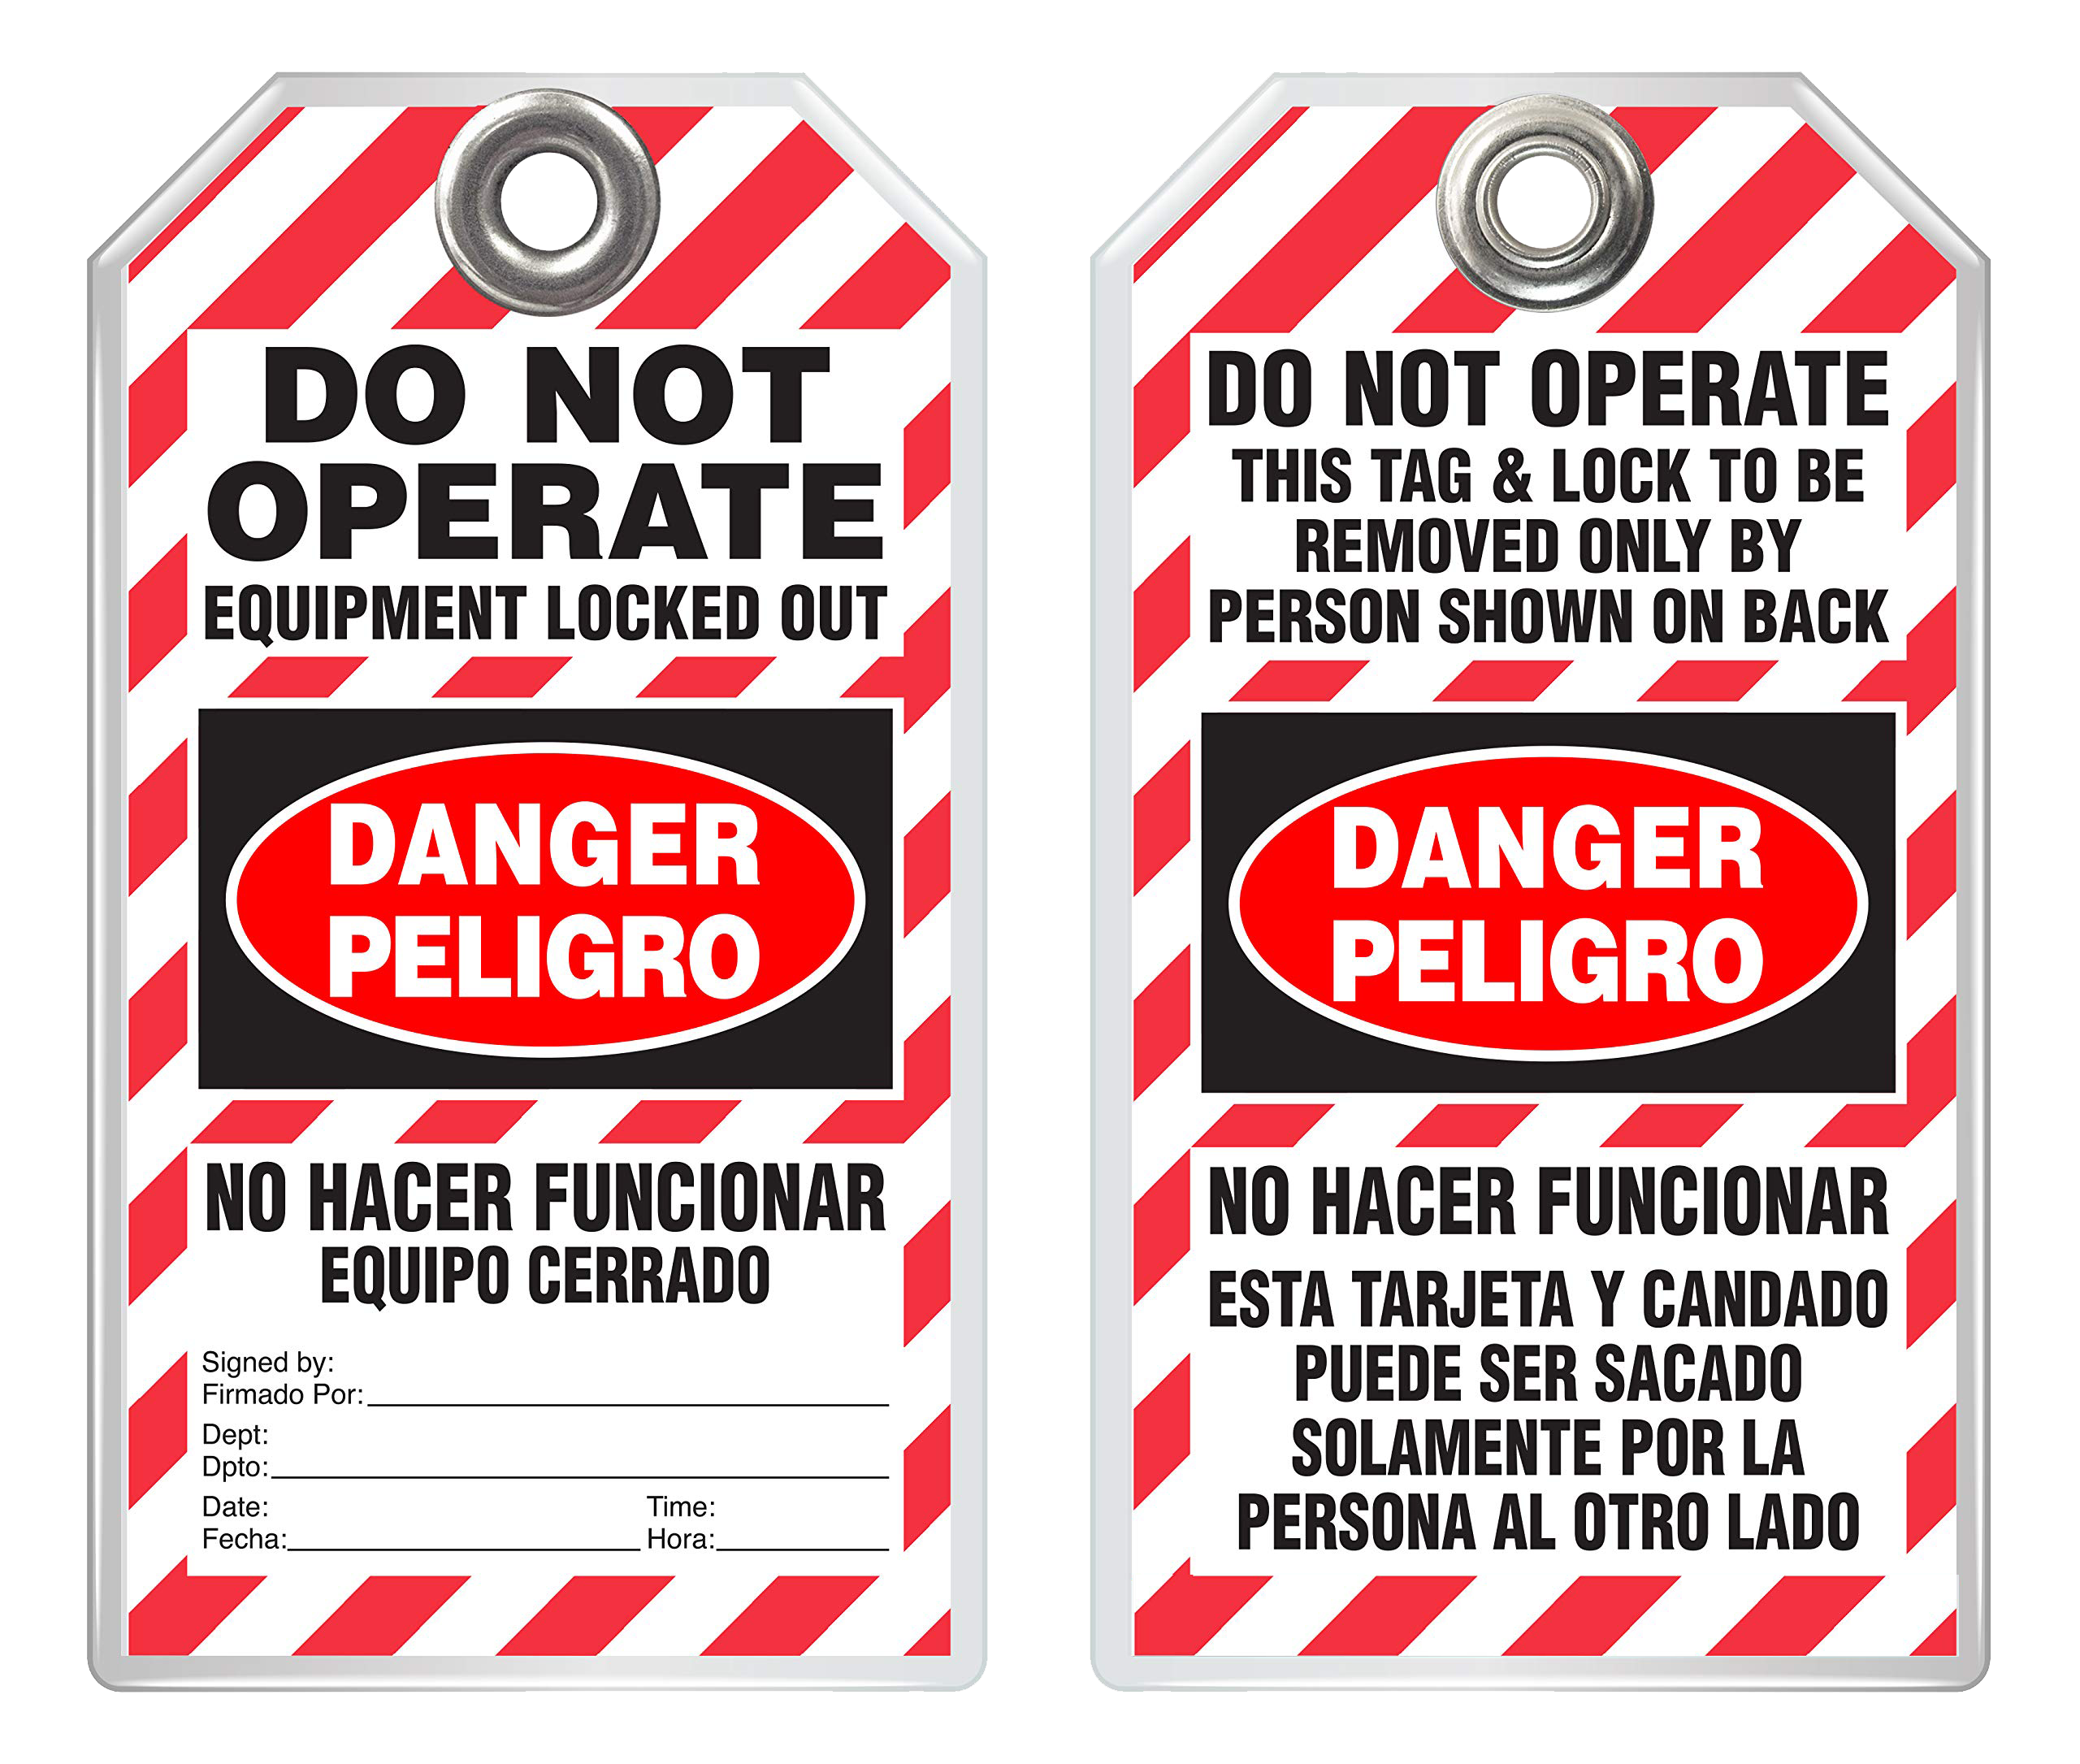 DO NOT
OPERATE
EQUIPMENT LOCKED OUT
DANGER
PELIGRO
NO HACER FUNCIONAR
EQUIPO CERRADO
Signed by:
Firmado Por:
Dept:
Dpto:
Date: Time:
Fecha: Hora:
DO NOT OPERATE
THIS TAG & LOCK TO BE
REMOVED ONLY BY
PERSON SHOWN ON BACK
DANGER
PELIGRO
NO HACER FUNCIONAR
ESTA TARJETA Y CANDADO
PUEDE SER SACADO
SOLAMENTE POR LA
PERSONA AL OTRO LADO